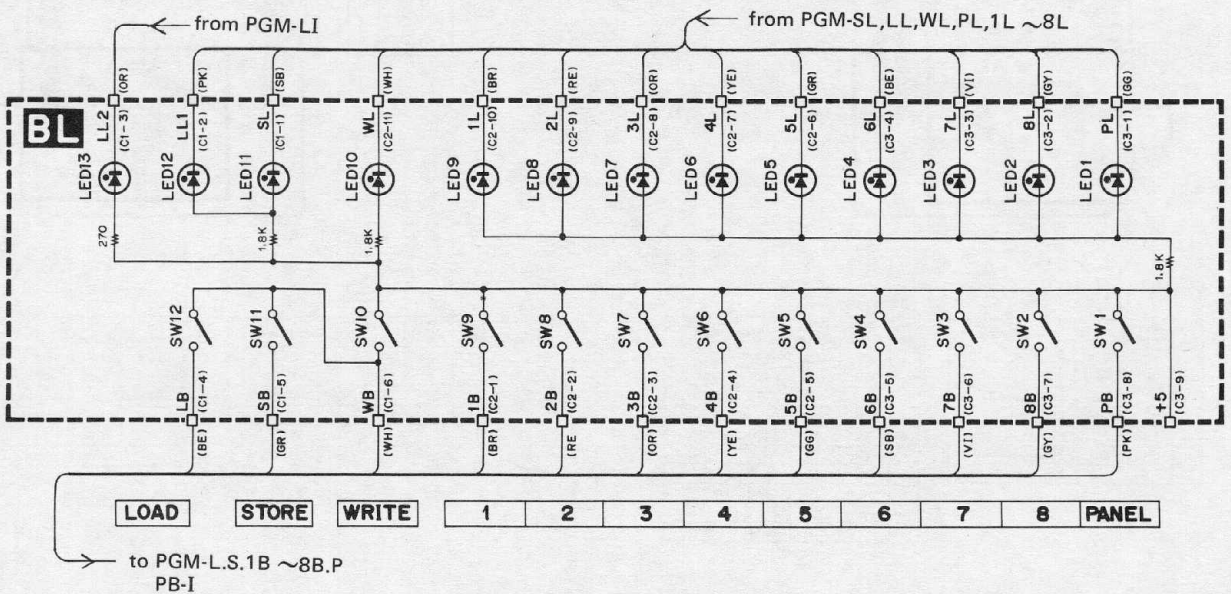 from PGM-LI
from PGM-SL,LL,WL,PL,1L ~8L
(OR) (PK) (SB) (WH) (BR) (RE) (OR) (YE) (GR) (BE) (VI) (GY) (GG)
BL
LL2 LL1 SL WL 1L 2L 3L 4L 5L 6L 7L 8L PL
(C1-3) (C1-2) (C1-1) (C2-11) (C2-10) (C2-9) (C2-8) (C2-7) (C2-6) (C3-4) (C3-3) (C3-2) (C3-1)
LED13 LED12 LED11 LED10 LED9 LED8 LED7 LED6 LED5 LED4 LED3 LED2 LED1
270 1.8K 1.8K 1.8K
SW12 SW11 SW10 SW9 SW8 SW7 SW6 SW5 SW4 SW3 SW2 SW1
LB SB WB 1B 2B 3B 4B 5B 6B 7B 8B PB +5
(C1-4) (C1-5) (C1-6) (C2-1) (C2-2) (C2-3) (C2-4) (C2-5) (C3-5) (C3-6) (C3-7) (C3-8) (C3-9)
(BE) (GR) (WH) (BR) (RE (OR) (YE) (GG) (SB) (VI) (GY) (PK)
LOAD STORE WRITE 1 2 3 4 5 6 7 8 PANEL
to PGM-L.S.1B ~8B.P
PB-I